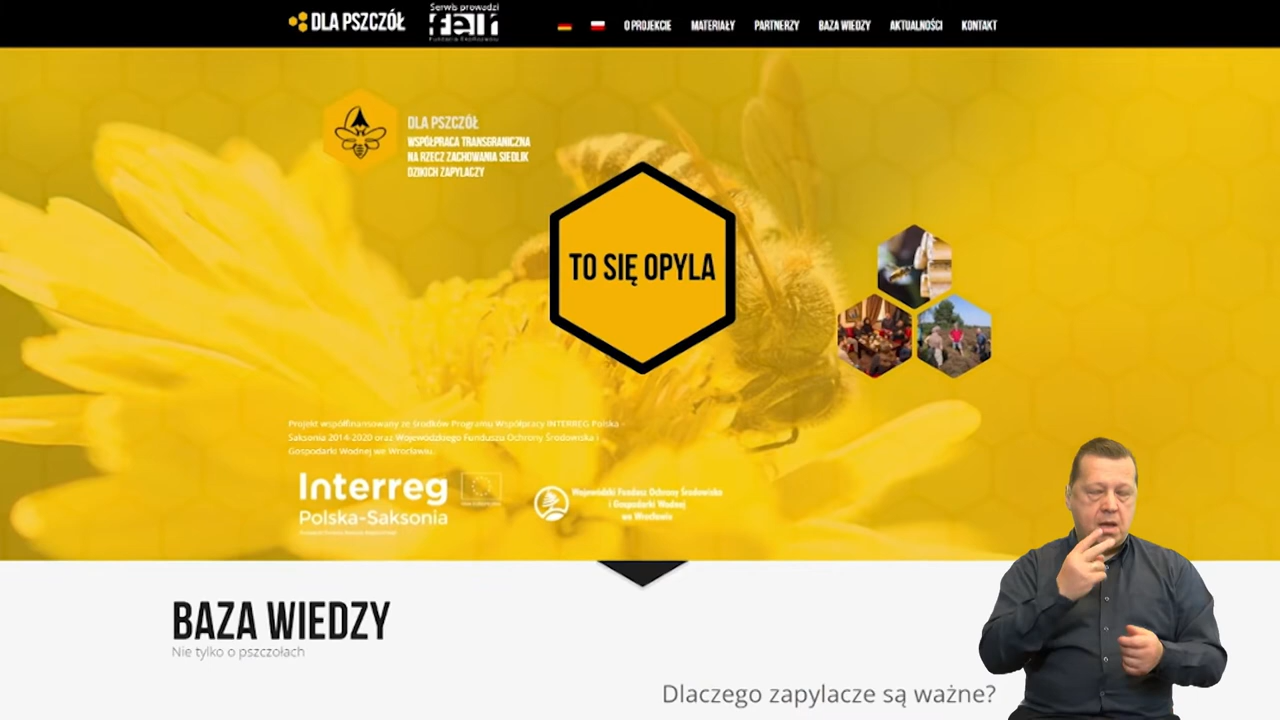 DLA PSZCZÓŁ
Serwis prowadzi
O PROJEKCIE
MATERIAŁY
PARTNERZY
BAZA WIEDZY
AKTUALNOŚCI
KONTAKT
DLA PSZCZÓŁ
WSPÓŁPRACA TRANSGRANICZNA
NA RZECZ ZACHOWANIA SIEDLIK
DZIKICH ZAPYLACZY
TO SIĘ OPYLA
Projekt współfinansowany ze środków Programu Współpracy INTERREG Polska -
Saksonia 2014-2020 oraz Wojewódzkiego Funduszu Ochrony Środowiska i
Gospodarki Wodnej we Wrocławiu.
Interreg
Polska-Saksonia
Wojewódzki Fundusz Ochrony Środowiska
i Gospodarki Wodnej
we Wrocławiu
BAZA WIEDZY
Nie tylko o pszczołach
Dlaczego zapylacze są ważne?